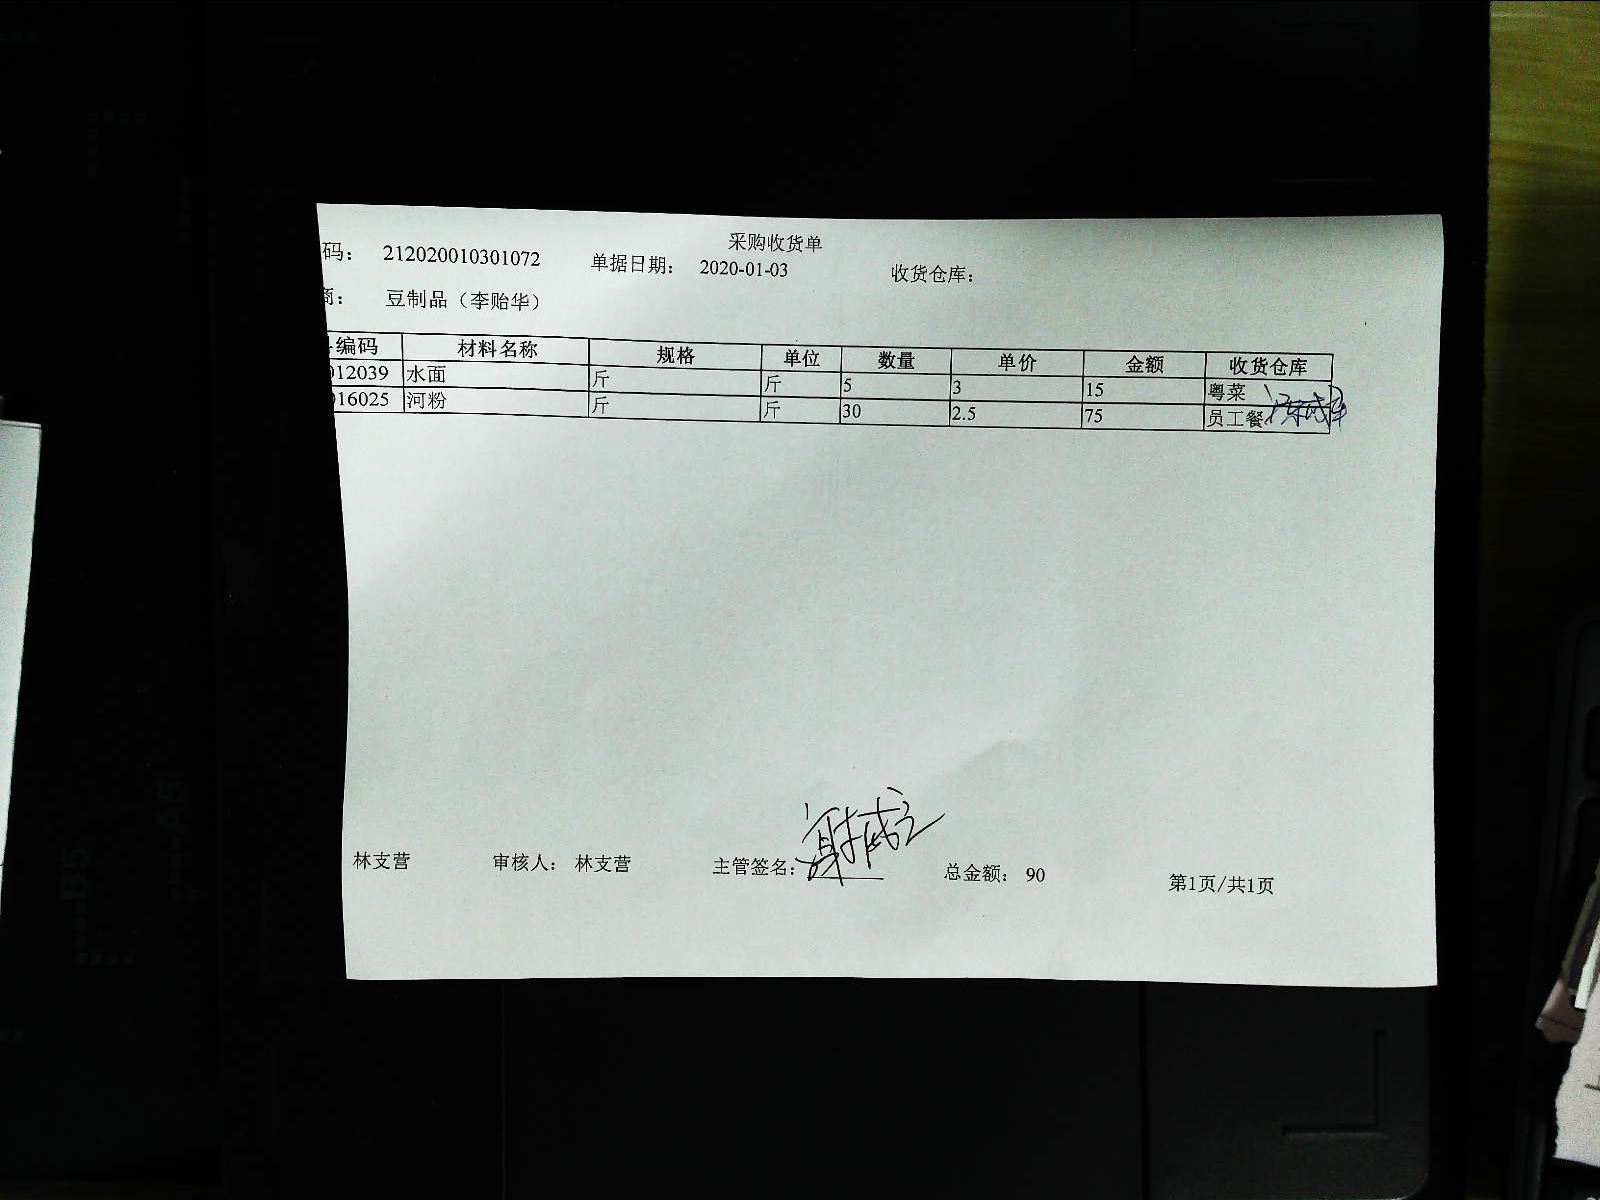 采购收货单
码： 212020010301072 单据日期： 2020-01-03 收货仓库：
商： 豆制品（李贻华）
编码 材料名称 规格 单位 数量 单价 金额 收货仓库
012039 水面 斤 斤 5 3 15 粤菜
016025 河粉 斤 斤 30 2.5 75 员工餐
林支营 审核人： 林支营 主管签名： 总金额： 90 第1页/共1页